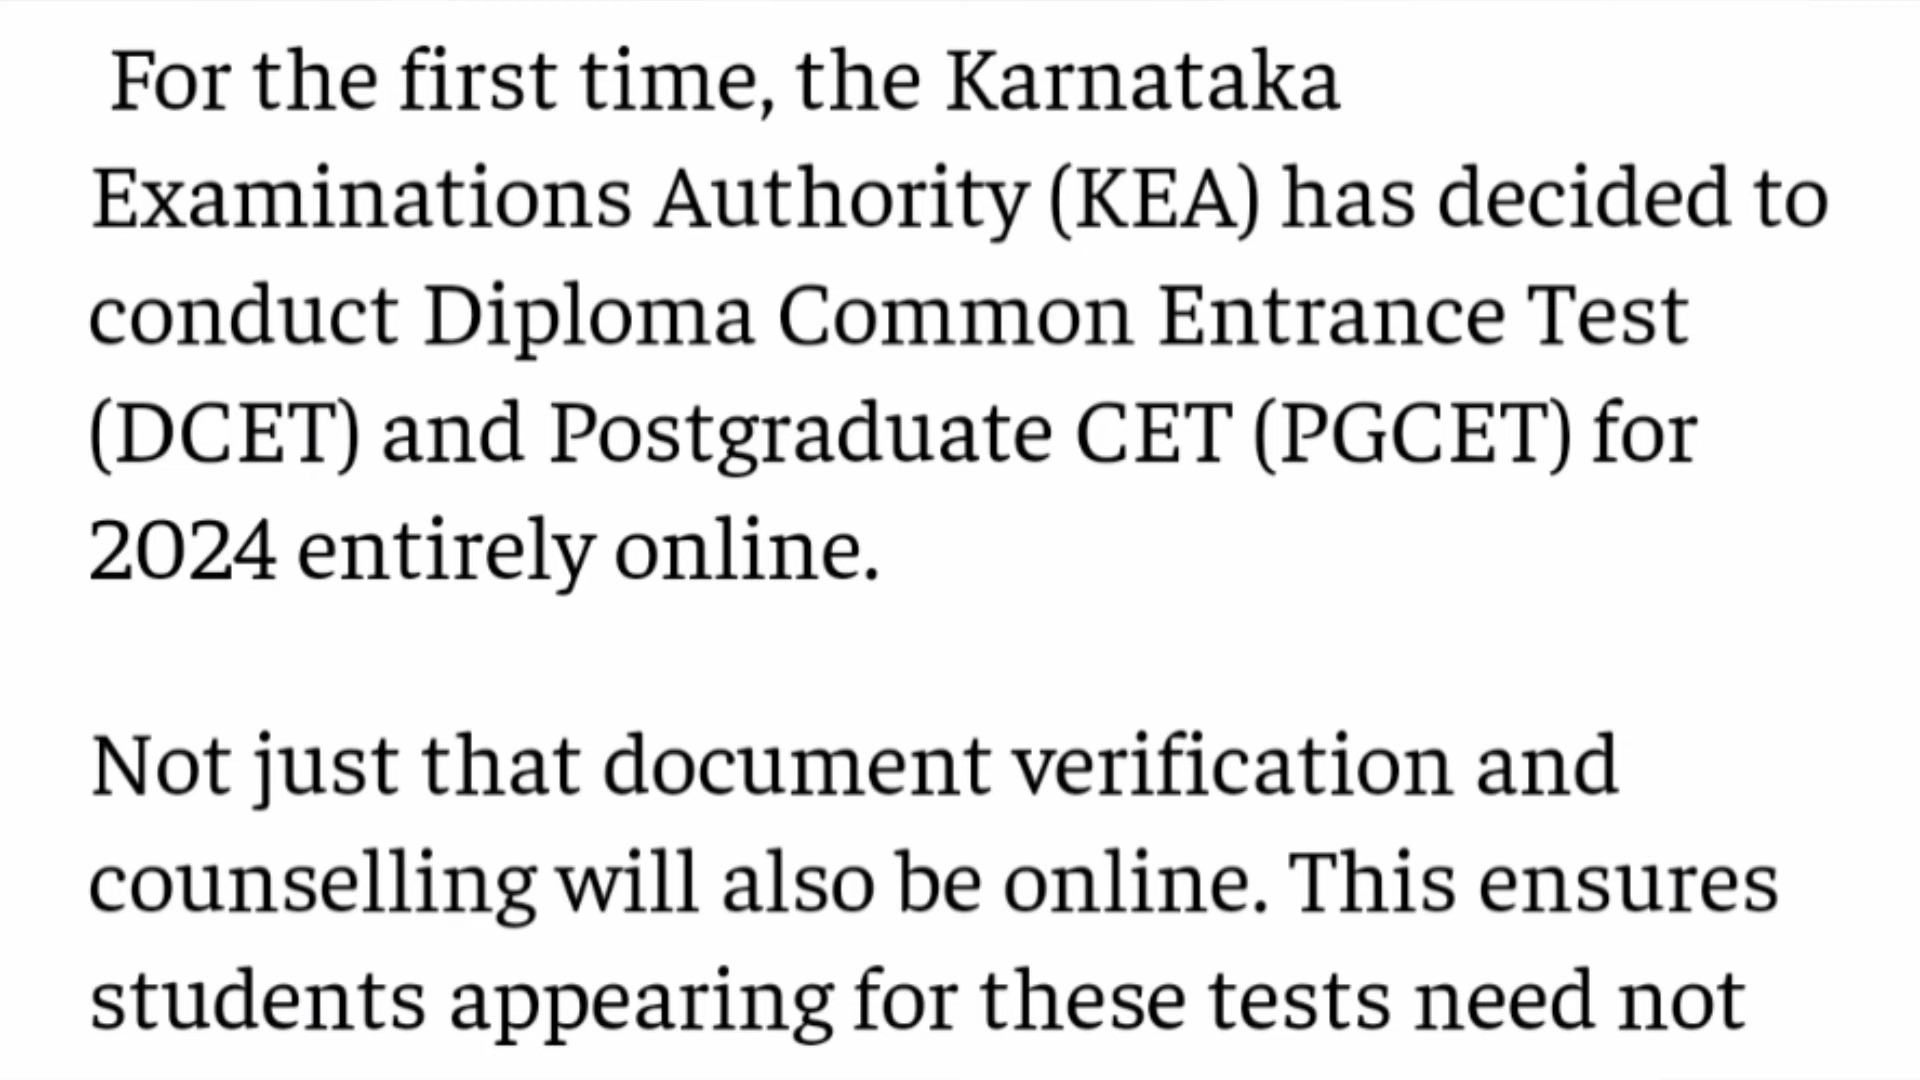 For the first time, the Karnataka
Examinations Authority (KEA) has decided to
conduct Diploma Common Entrance Test
(DCET) and Postgraduate CET (PGCET) for
2024 entirely online.
Not just that document verification and
counselling will also be online. This ensures
students appearing for these tests need not